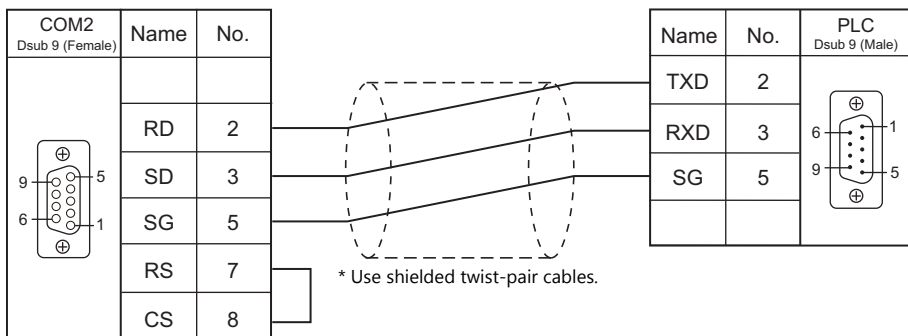 COM2
Dsub 9 (Female)
Name No.
RD 2
SD 3
SG 5
RS 7
CS 8
9
5
6
1
* Use shielded twist-pair cables.
Name No.
PLC
Dsub 9 (Male)
TXD 2
RXD 3
SG 5
6
1
9
5